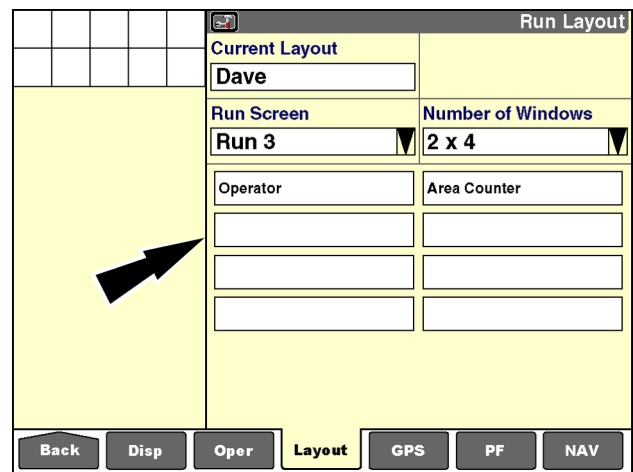 Run Layout
Current Layout
Dave
Run Screen
Number of Windows
Run 3
2 x 4
Operator
Area Counter
Back
Disp
Oper
Layout
GPS
PF
NAV